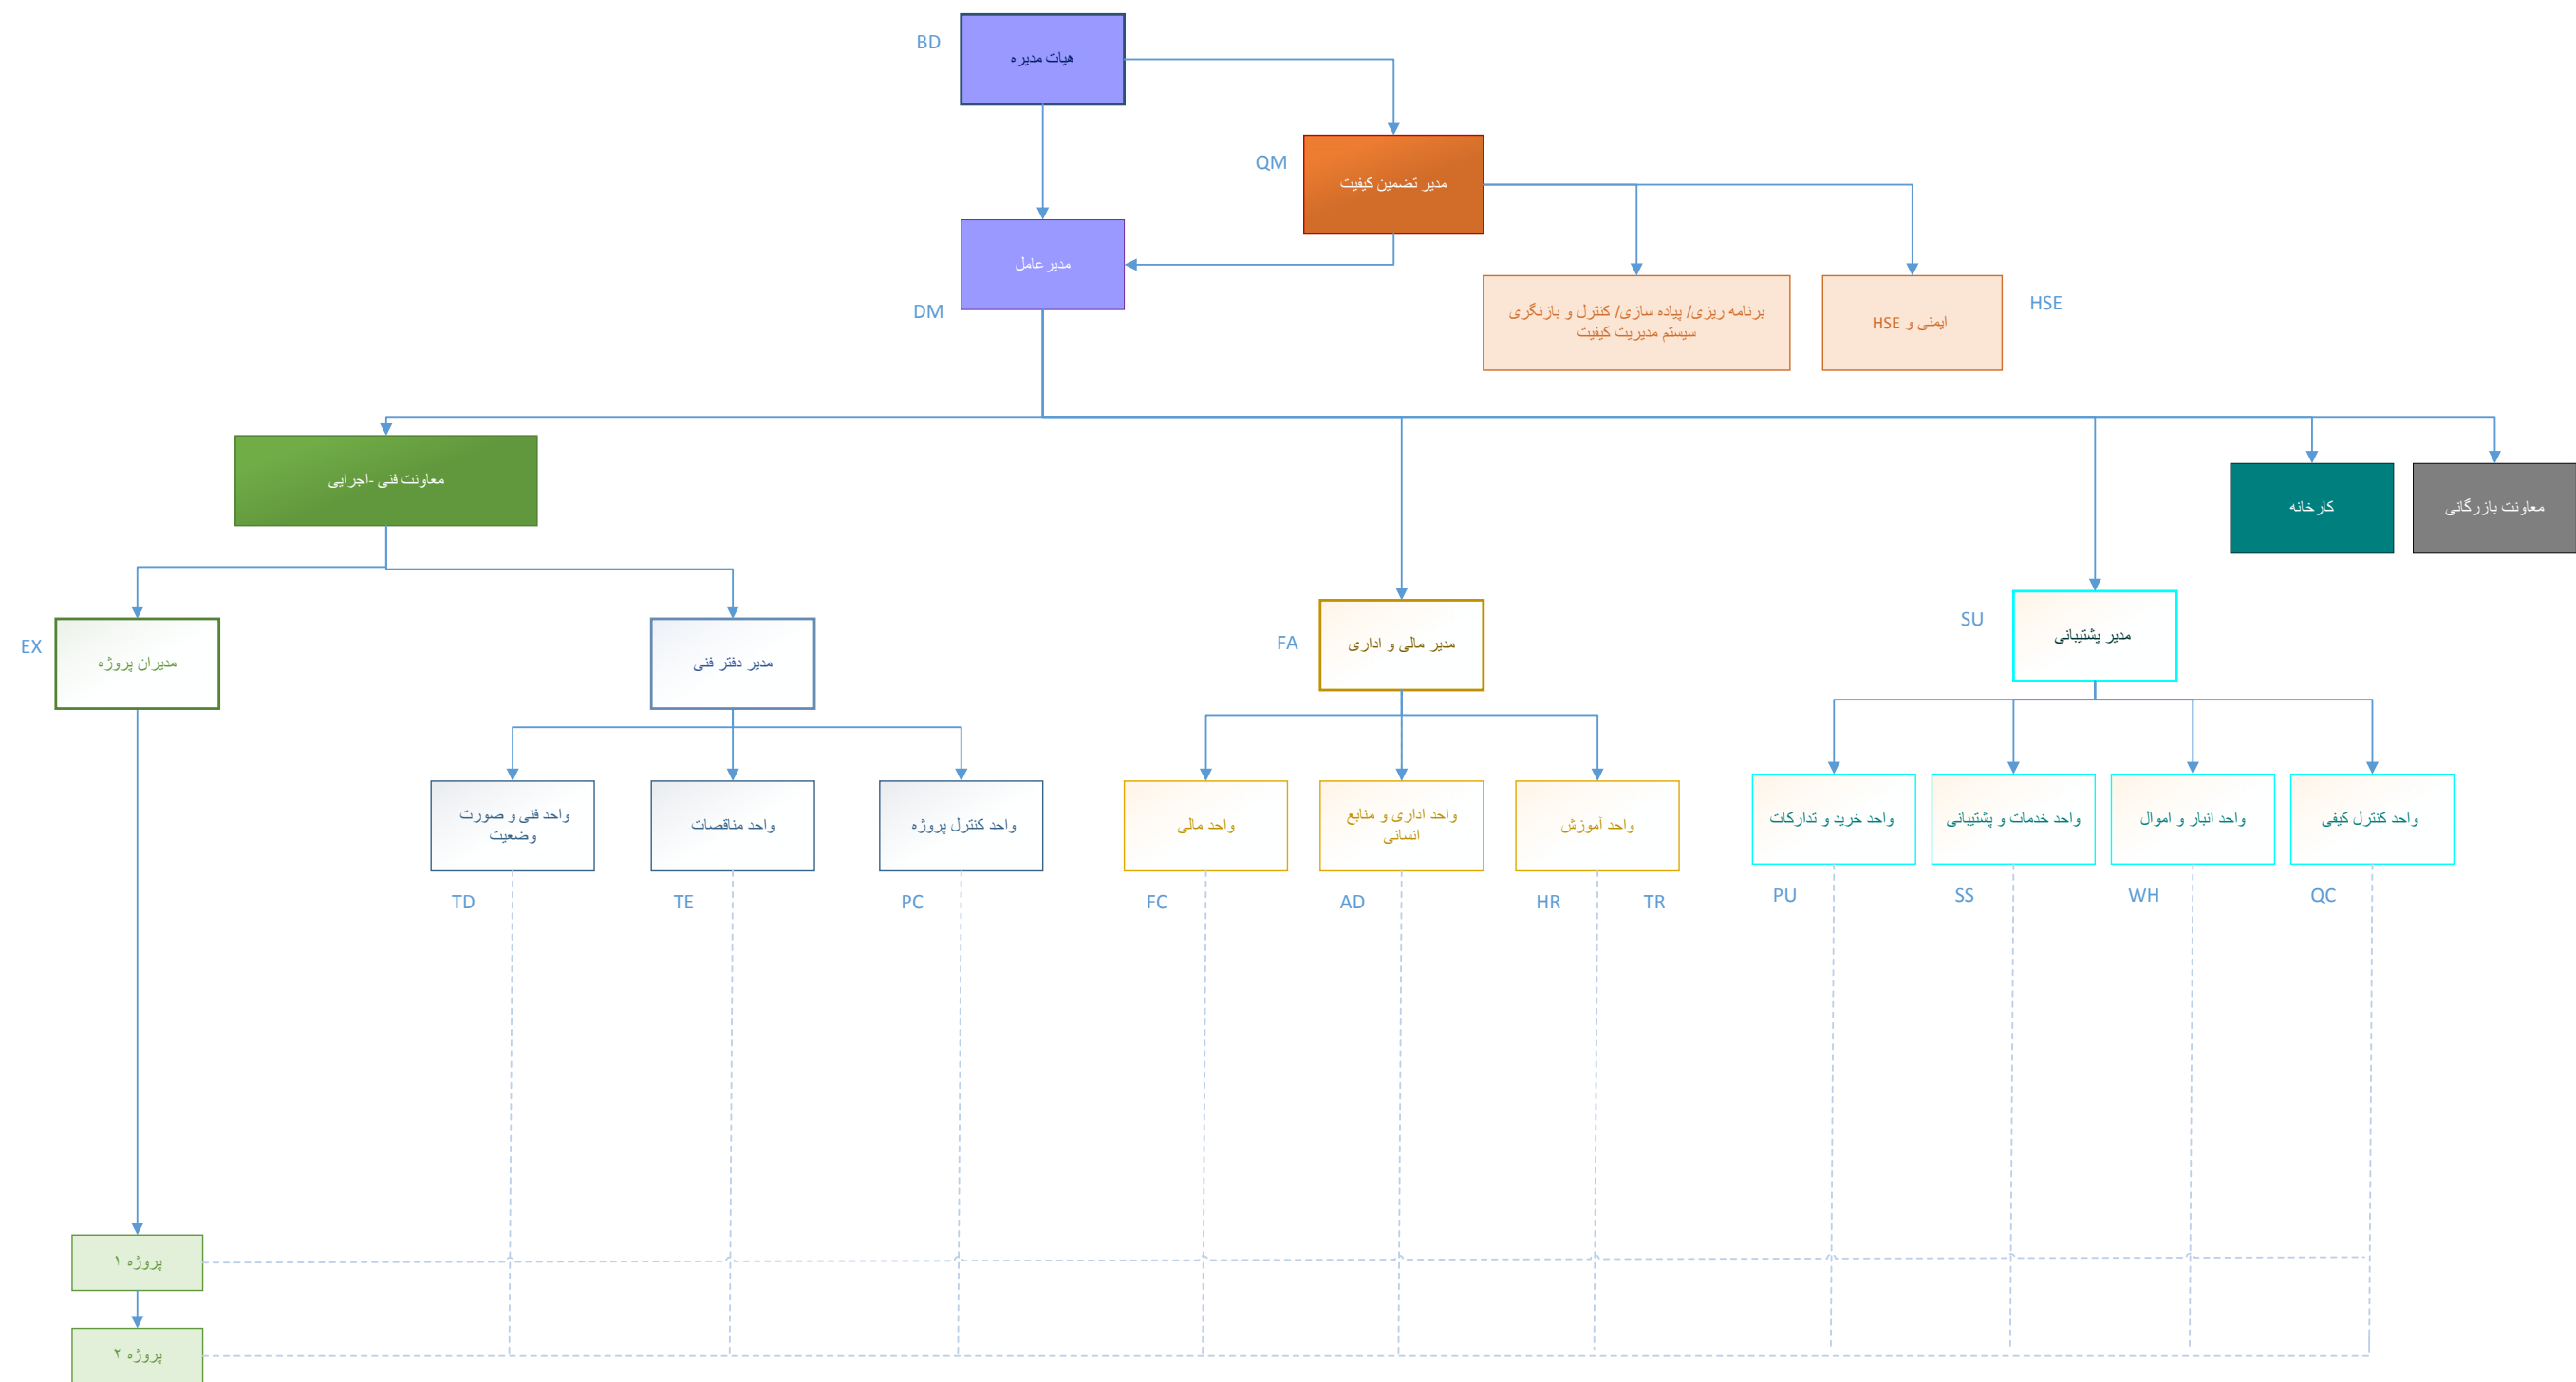 BD
هیات مدیره
QM
مدیر تضمین کیفیت
مدیر عامل
DM
برنامه ریزی/ پیاده سازی/ کنترل و بازنگری
سیستم مدیریت کیفیت
ایمنی و HSE
HSE
معاونت فنی -اجرایی
کارخانه
معاونت بازرگانی
EX
مدیران پروژه
مدیر دفتر فنی
FA
مدیر مالی و اداری
SU
مدیر پشتیبانی
واحد فنی و صورت
وضعیت
واحد مناقصات
واحد کنترل پروژه
واحد مالی
واحد اداری و منابع
انسانی
واحد آموزش
واحد خرید و تدارکات
واحد خدمات و پشتیبانی
واحد انبار و اموال
واحد کنترل کیفی
TD
TE
PC
FC
AD
HR
TR
PU
SS
WH
QC
پروژه ۱
پروژه ۲